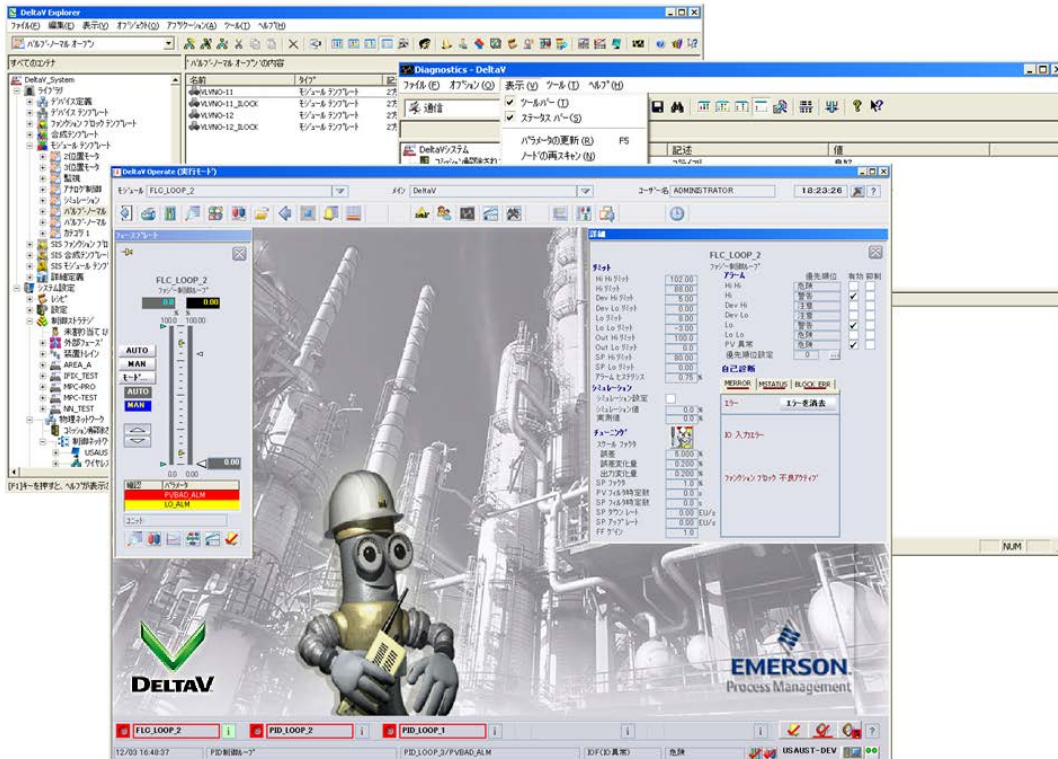 DeltaV Explorer
ファイル(F) 編集(E) 表示(V) オブジェクト(O) アプリケーション(A) ツール(T) ヘルプ(H)
バルブ-ノーマル オープン
すべてのコンテナ
'バルブ-ノーマル オープン'の内容
DeltaV_System
ライブラリ
デバイス定義
デバイス テンプレート
ファンクション ブロック テンプレート
合成テンプレート
モジュール テンプレート
2位置モータ
3位置モータ
監視
アナログ制御
シミュレーション
バルブ-ノーマル
バルブ-ノーマル
カテゴリ 1
SIS ファンクション ブロ
SIS 合成テンプレート
SIS モジュール テンプ
詳細定義
システム設定
レシピ
設定
制御ストラテジ
未割り当て I/
外部フェーズ
装置トレイン
AREA_A
IFIX_TEST
MPC-PRO
MPC-TEST
NN_TEST
物理ネットワーク
制御ネットワ
USAUS
ワイヤレス
名前 タイプ
VLVNO-11 モジュール テンプレート
VLVNO-11_ILOCK モジュール テンプレート
VLVNO-12 モジュール テンプレート
VLVNO-12_ILOCK モジュール テンプレート
Diagnostics - DeltaV
ファイル(F) オプション(O) 表示(V) ツール(T) ヘルプ(H)
通信
ツールバー(T)
ステータス バー(S)
パラメータの更新(R) F5
ノードの再スキャン(N)
DeltaVシステム
記述 値
NUM
DeltaV Operate (実行モード)
モジュール FLC_LOOP_2 メイン DeltaV ユーザー名 ADMINISTRATOR 18:23:26
フェースプレート
FLC_LOOP_2
ファジー制御ループ
0.0 0.00
% %
100.0 100.00
AUTO
MAN
モード...
AUTO
MAN
0.00
0.0 0.00
確認 パラメータ
PVBAD_ALM
LO_ALM
ユニット:
詳細
FLC_LOOP_2
ファジー制御ループ
リミット
Hi Hi リミット 102.00
Hi リミット 88.00
Dev Hi リミット 5.00
Dev Lo リミット 0.00
Lo リミット 0.00
Lo Lo リミット -3.00
Out Hi リミット 100.0
Out Lo リミット 0.0
SP Hi リミット 80.00
SP Lo リミット 0.00
アラーム ヒステリシス 0.75 %
シミュレーション
シミュレーション設定
シミュレーション値 0.0 %
実測値 0.0 %
チューニング
スケール ファクタ
誤差 6.000 %
誤差変化量 0.200 %
出力変化量 0.200 %
SP ファクタ 1.0
PV フィルタ時定数 0.0 s
SP フィルタ時定数 0.0 s
SP ダウン レート 0.00 EU/s
SP アップ レート 0.00 EU/s
FF ゲイン 1.0
アラーム 優先順位 有効 抑制
Hi Hi 危険
Hi 警告
Dev Hi 注意
Dev Lo 注意
Lo 警告
Lo Lo 危険
PV 異常 危険
優先順位設定 0 ...
自己診断
MERROR MSTATUS BLOCK ERR
エラー エラーを消去
IO 入力エラー
ファンクション ブロック 不良アクティブ
DELTAV
EMERSON
Process Management
FLC_LOOP_2 PID_LOOP_2 PID_LOOP_1
12/03 16:48:37 PID制御ループ PID_LOOP_3/PVBAD_ALM IOF(IO異常) 危険 USAUST-DEV